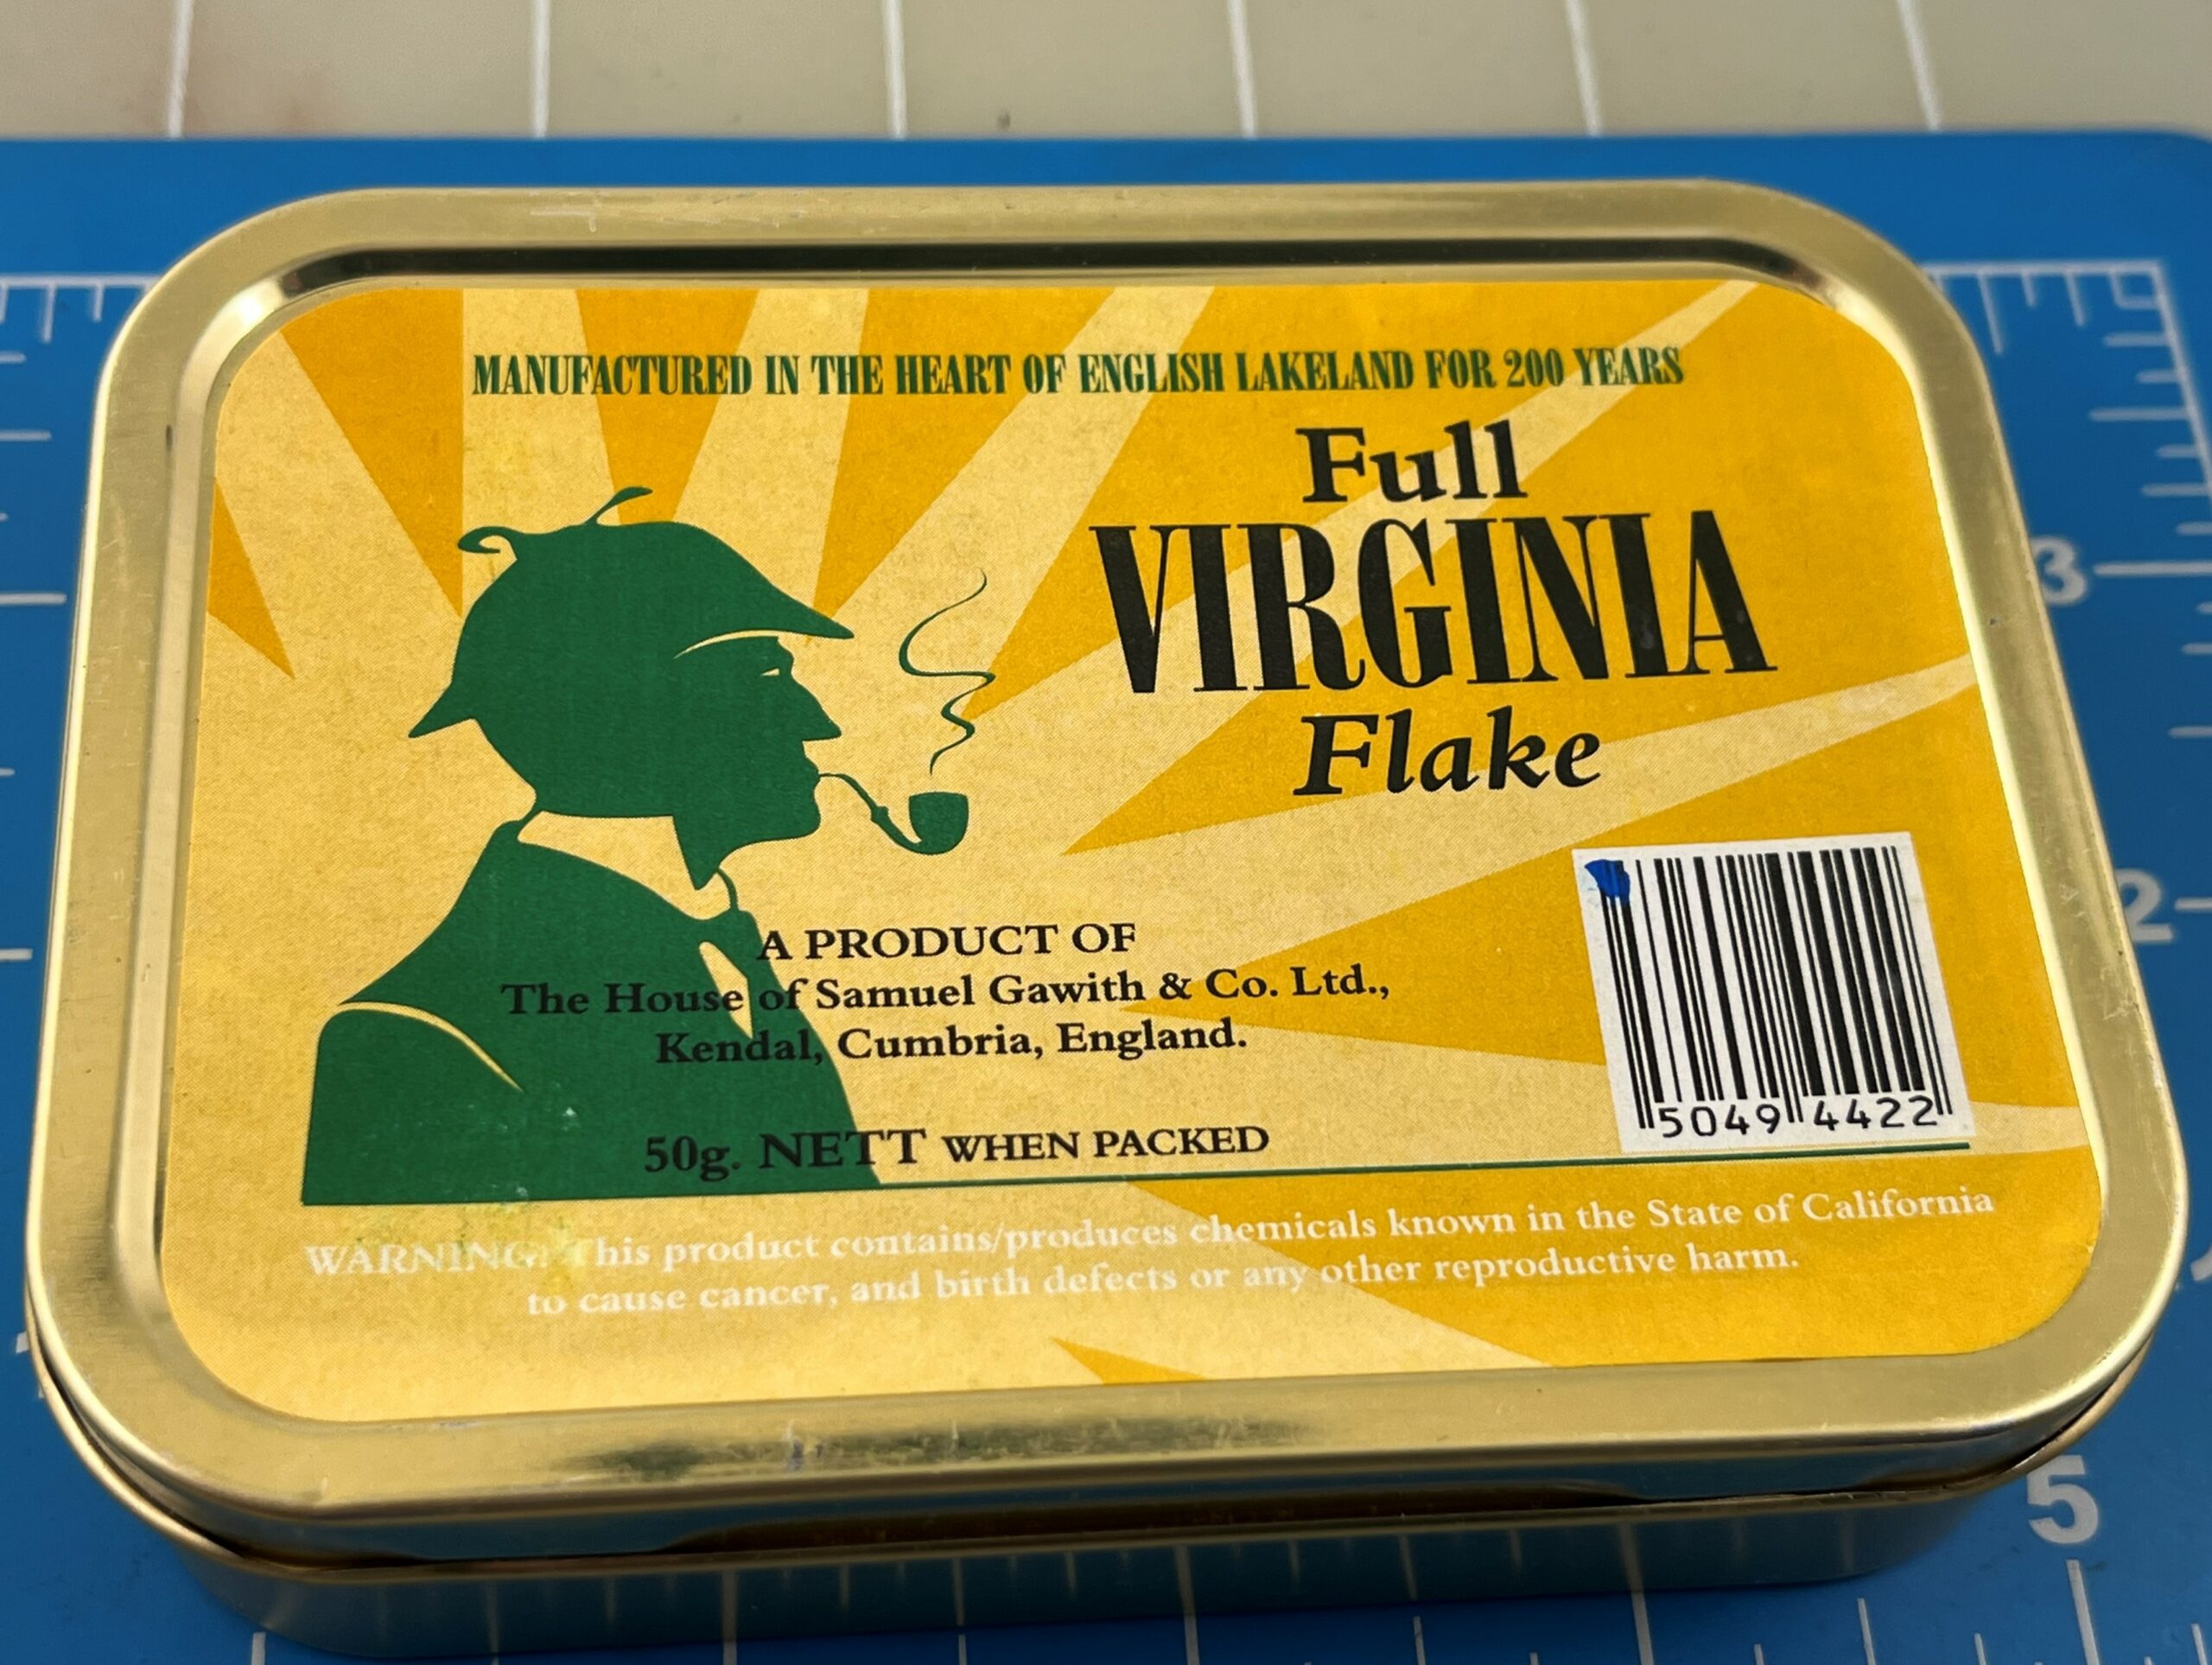 MANUFACTURED IN THE HEART OF ENGLISH LAKELAND FOR 200 YEARS
Full
VIRGINIA
Flake
A PRODUCT OF
The House of Samuel Gawith & Co. Ltd.,
Kendal, Cumbria, England.
50g. NETT WHEN PACKED
5049 4422
WARNING: This product contains/produces chemicals known in the State of California
to cause cancer, and birth defects or any other reproductive harm.
3
2
5